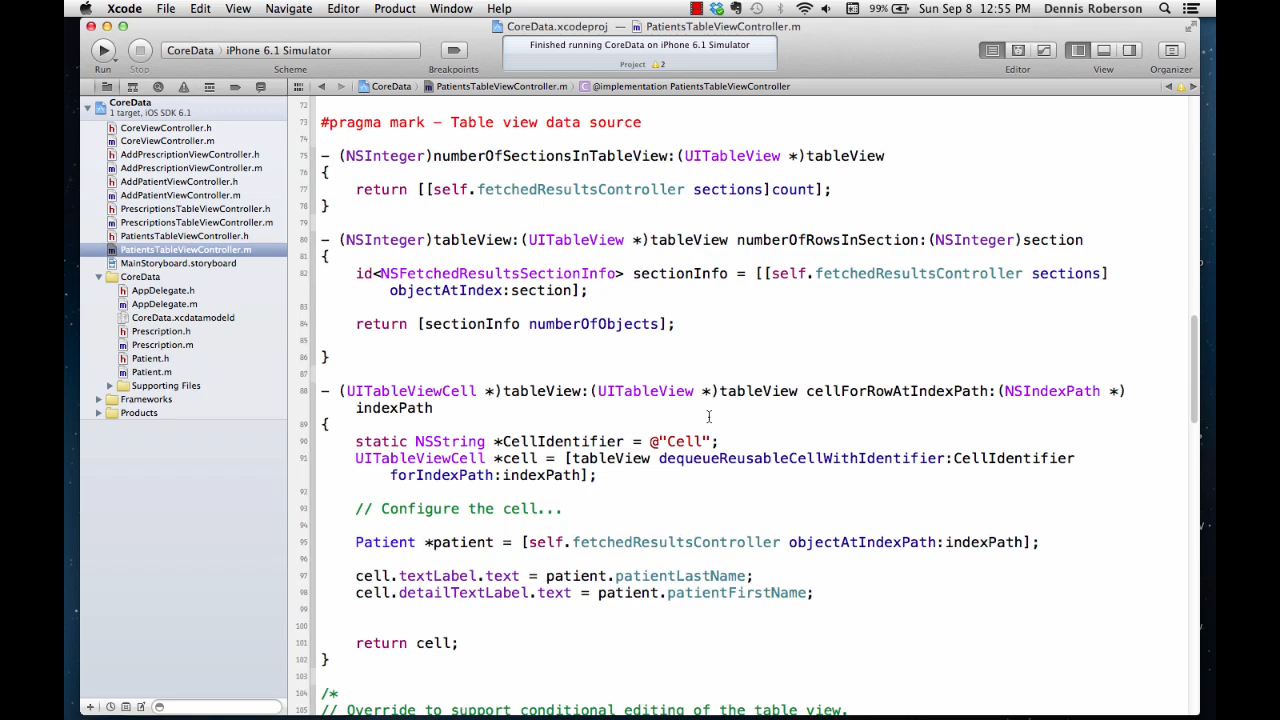 Xcode File Edit View Navigate Editor Product Window Help 99% Sun Sep 8 12:55 PM Dennis Roberson
CoreData.xcodeproj — PatientsTableViewController.m
CoreData iPhone 6.1 Simulator
Finished running CoreData on iPhone 6.1 Simulator
Project 2
Run Stop Scheme Breakpoints Editor View Organizer
CoreData PatientsTableViewController.m @implementation PatientsTableViewController
CoreData
1 target, iOS SDK 6.1
CoreViewController.h
CoreViewController.m
AddPrescriptionViewController.h
AddPrescriptionViewController.m
AddPatientViewController.h
AddPatientViewController.m
PrescriptionsTableViewController.h
PrescriptionsTableViewController.m
PatientsTableViewController.h
PatientsTableViewController.m
MainStoryboard.storyboard
CoreData
AppDelegate.h
AppDelegate.m
CoreData.xcdatamodeld
Prescription.h
Prescription.m
Patient.h
Patient.m
Supporting Files
Frameworks
Products
72
73 #pragma mark – Table view data source
74
75 – (NSInteger)numberOfSectionsInTableView:(UITableView *)tableView
76 {
77 return [[self.fetchedResultsController sections]count];
78 }
79
80 – (NSInteger)tableView:(UITableView *)tableView numberOfRowsInSection:(NSInteger)section
81 {
82 id<NSFetchedResultsSectionInfo> sectionInfo = [[self.fetchedResultsController sections]
objectAtIndex:section];
83
84 return [sectionInfo numberOfObjects];
85
86 }
87
88 – (UITableViewCell *)tableView:(UITableView *)tableView cellForRowAtIndexPath:(NSIndexPath *)
indexPath
89 {
90 static NSString *CellIdentifier = @"Cell";
91 UITableViewCell *cell = [tableView dequeueReusableCellWithIdentifier:CellIdentifier
forIndexPath:indexPath];
92
93 // Configure the cell...
94
95 Patient *patient = [self.fetchedResultsController objectAtIndexPath:indexPath];
96
97 cell.textLabel.text = patient.patientLastName;
98 cell.detailTextLabel.text = patient.patientFirstName;
99
100
101 return cell;
102 }
103
104 /*
105 // Override to support conditional editing of the table view.